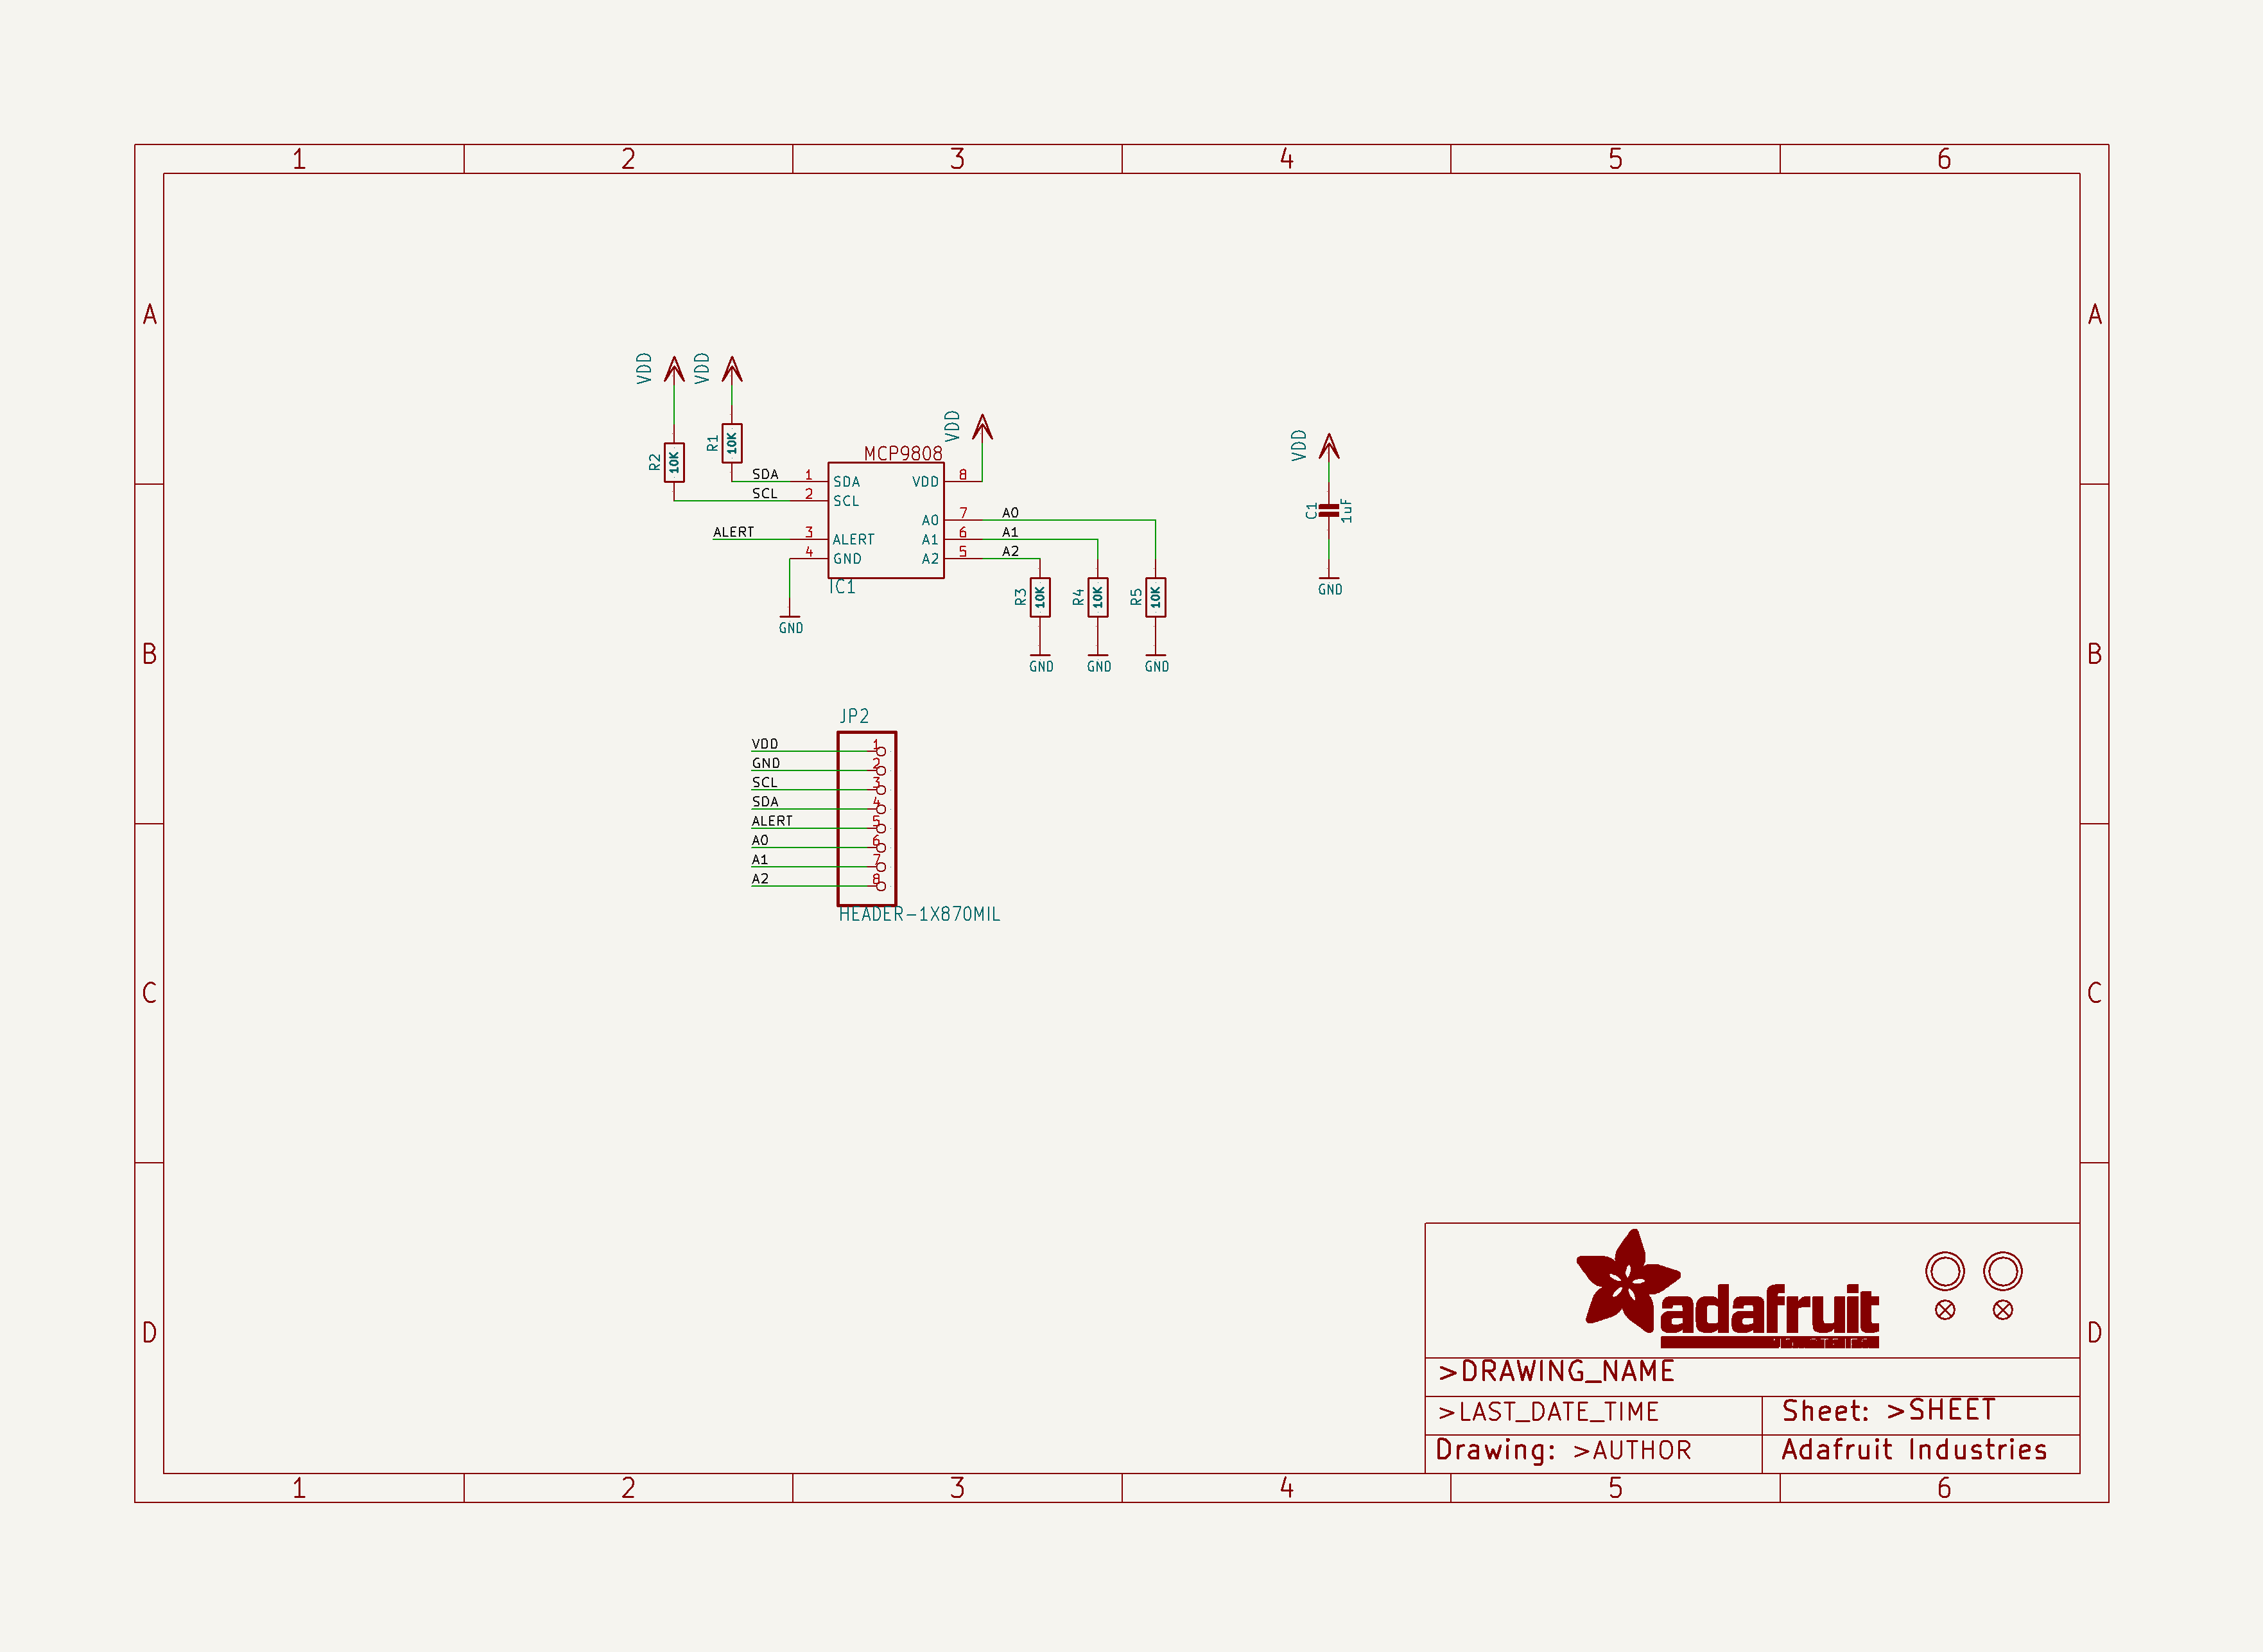 1 2 3 4 5 6
A A
VDD VDD
VDD VDD
R2 10K R1 10K
MCP9808
SDA 1 SDA VDD 8
SCL 2 SCL
A0 7 A0
ALERT 3 ALERT A1 6 A1
4 GND A2 5 A2
IC1
GND
C1 1uF
GND
R3 10K R4 10K R5 10K
GND GND GND
B B
JP2
VDD 1
GND 2
SCL 3
SDA 4
ALERT 5
A0 6
A1 7
A2 8
HEADER-1X870MIL
C C
D D
adafruit
>DRAWING_NAME
>LAST_DATE_TIME Sheet: >SHEET
Drawing: >AUTHOR Adafruit Industries
1 2 3 4 5 6